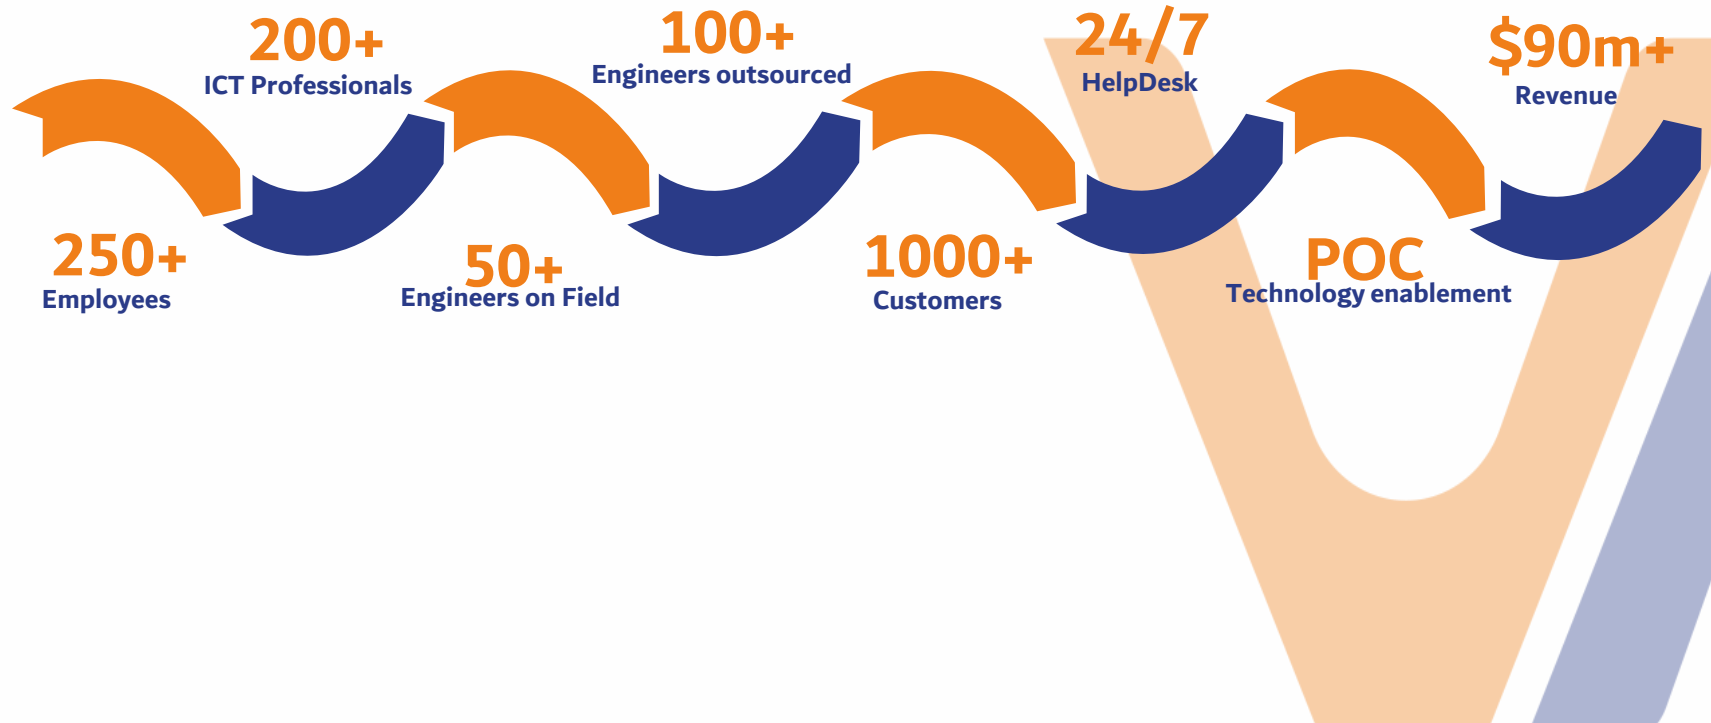 250+
Employees
200+
ICT Professionals
50+
Engineers on Field
100+
Engineers outsourced
1000+
Customers
24/7
HelpDesk
POC
Technology enablement
$90m+
Revenue